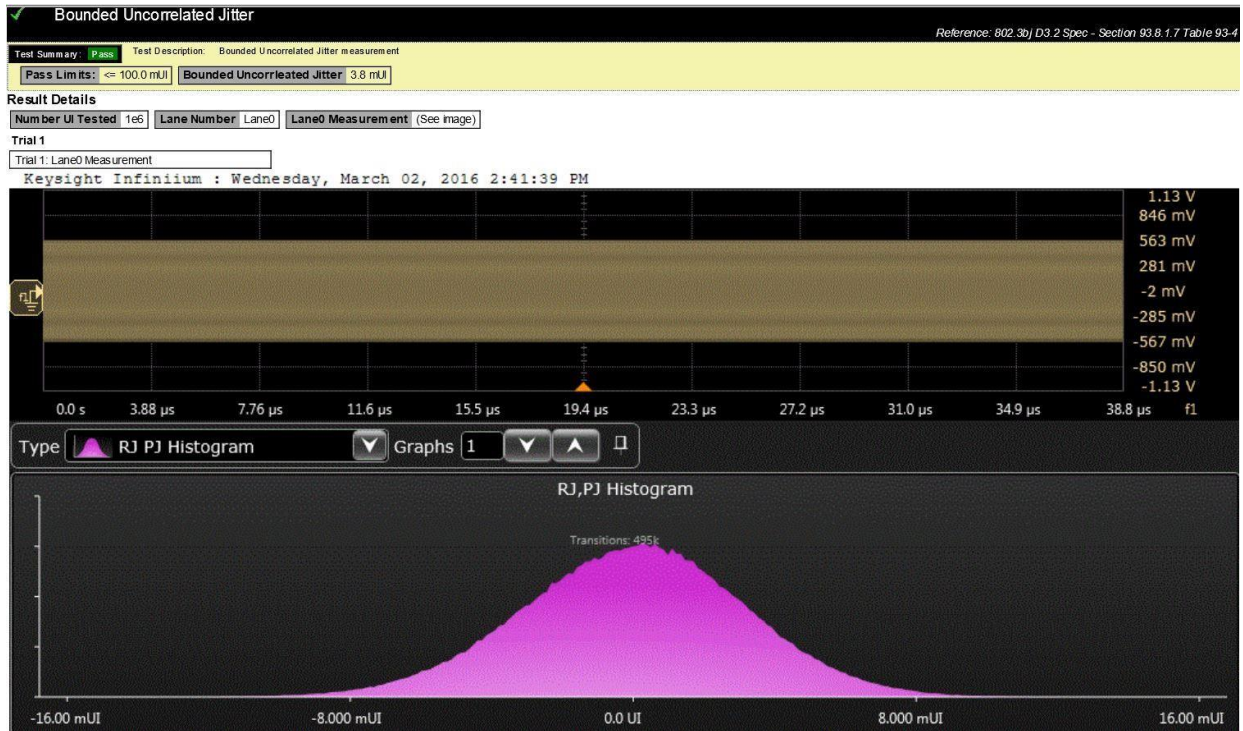 Bounded Uncorrelated Jitter
Reference: 802.3bj D3.2 Spec - Section 93.8.1.7 Table 93-4
Test Summary: Pass Test Description: Bounded Uncorrelated Jitter measurement
Pass Limits: <= 100.0 mUI Bounded Uncorrleated Jitter 3.8 mUI
Result Details
Number UI Tested 1e6 Lane Number Lane0 Lane0 Measurement (See image)
Trial 1
Trial 1: Lane0 Measurement
Keysight Infiniium : Wednesday, March 02, 2016 2:41:39 PM
1.13 V
846 mV
563 mV
281 mV
-2 mV
-285 mV
-567 mV
-850 mV
-1.13 V
f1
0.0 s 3.88 µs 7.76 µs 11.6 µs 15.5 µs 19.4 µs 23.3 µs 27.2 µs 31.0 µs 34.9 µs 38.8 µs f1
Type RJ PJ Histogram Graphs 1
RJ,PJ Histogram
Transitions: 495k
-16.00 mUI -8.000 mUI 0.0 UI 8.000 mUI 16.00 mUI